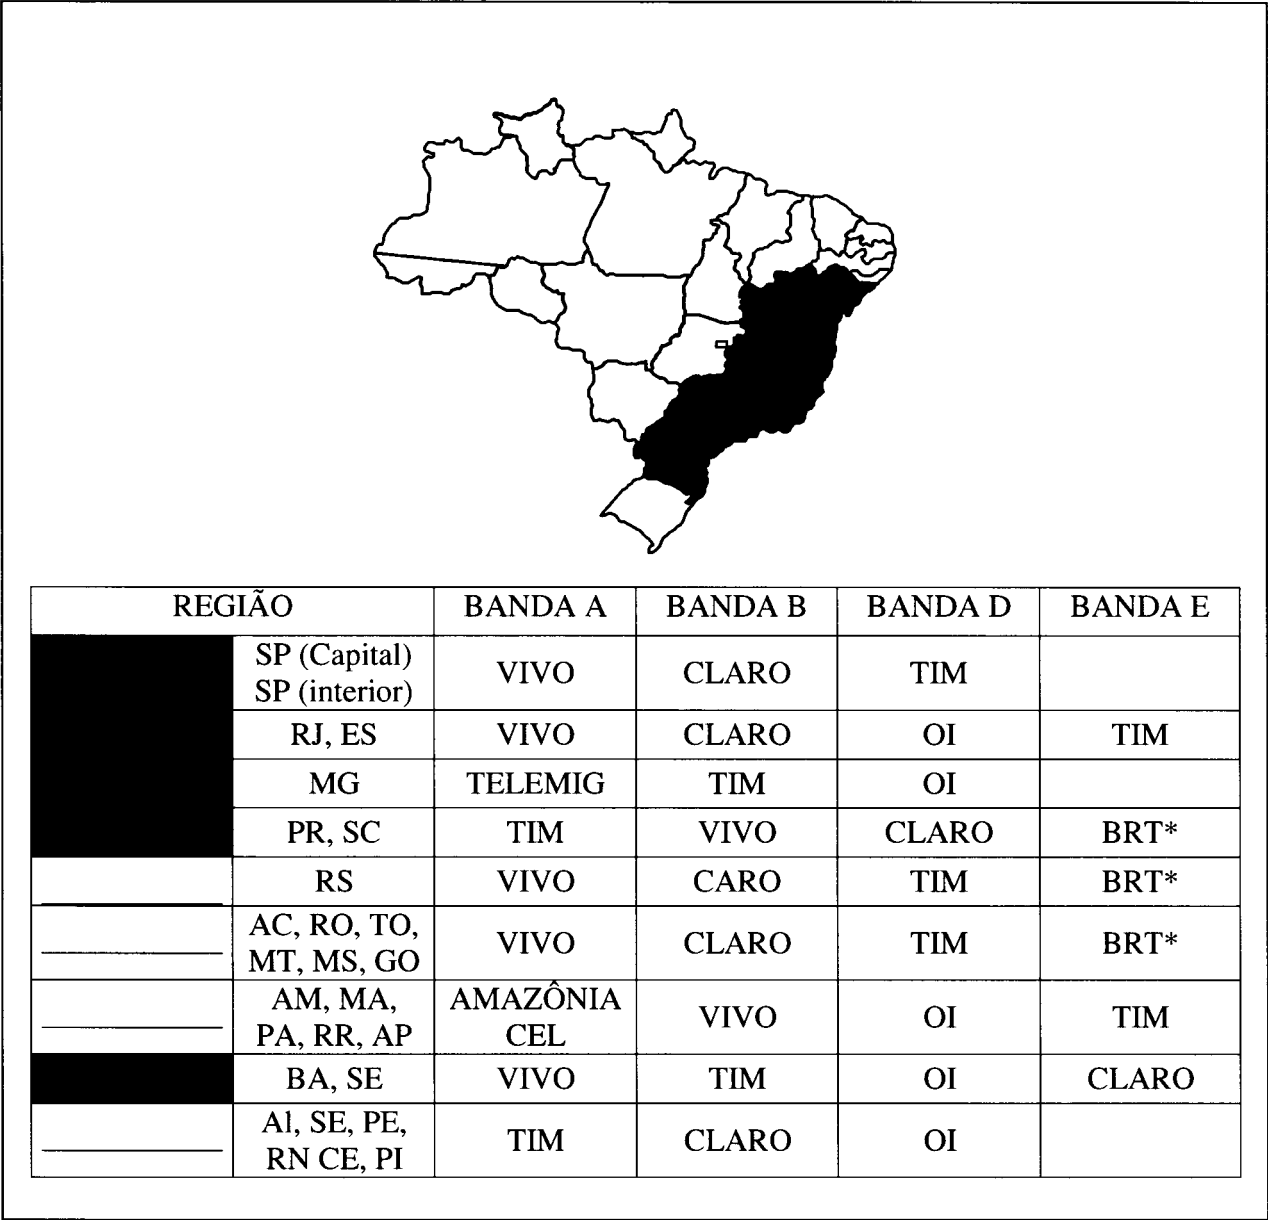 REGIÃO BANDA A BANDA B BANDA D BANDA E
SP (Capital)
SP (interior) VIVO CLARO TIM
RJ, ES VIVO CLARO OI TIM
MG TELEMIG TIM OI
PR, SC TIM VIVO CLARO BRT*
RS VIVO CARO TIM BRT*
AC, RO, TO,
MT, MS, GO VIVO CLARO TIM BRT*
AM, MA,
PA, RR, AP AMAZÔNIA
CEL VIVO OI TIM
BA, SE VIVO TIM OI CLARO
Al, SE, PE,
RN CE, PI TIM CLARO OI